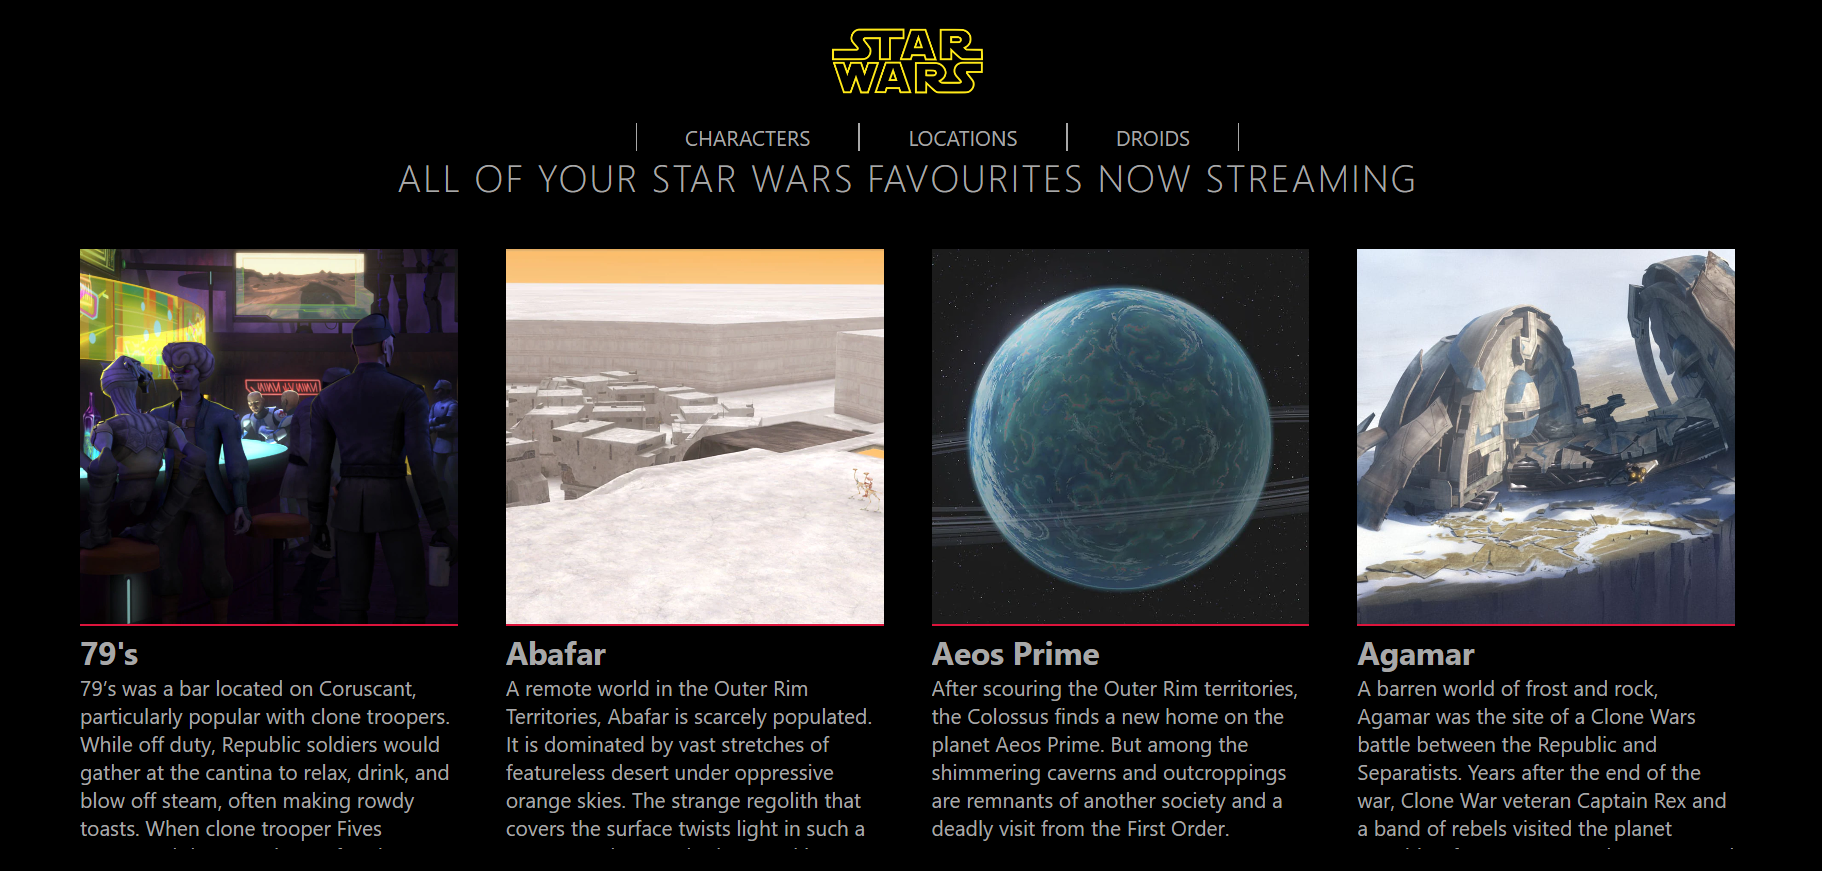 STAR
WARS
CHARACTERS
LOCATIONS
DROIDS
ALL OF YOUR STAR WARS FAVOURITES NOW STREAMING
79's
79’s was a bar located on Coruscant,
particularly popular with clone troopers.
While off duty, Republic soldiers would
gather at the cantina to relax, drink, and
blow off steam, often making rowdy
toasts. When clone trooper Fives
Abafar
A remote world in the Outer Rim
Territories, Abafar is scarcely populated.
It is dominated by vast stretches of
featureless desert under oppressive
orange skies. The strange regolith that
covers the surface twists light in such a
Aeos Prime
After scouring the Outer Rim territories,
the Colossus finds a new home on the
planet Aeos Prime. But among the
shimmering caverns and outcroppings
are remnants of another society and a
deadly visit from the First Order.
Agamar
A barren world of frost and rock,
Agamar was the site of a Clone Wars
battle between the Republic and
Separatists. Years after the end of the
war, Clone War veteran Captain Rex and
a band of rebels visited the planet